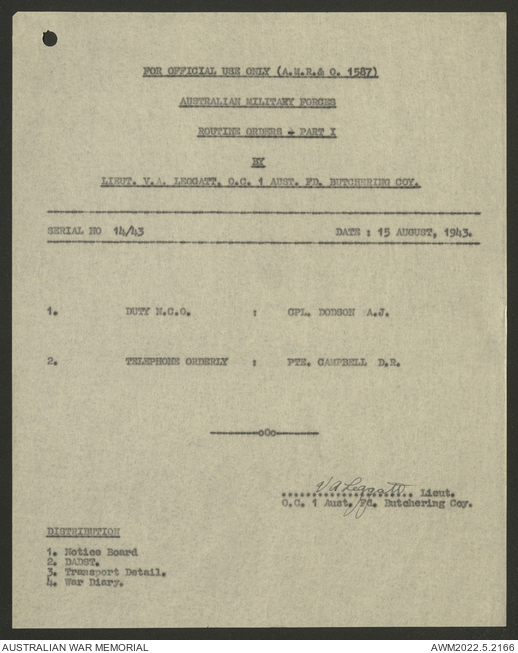 FOR OFFICIAL USE ONLY (A.M.R.& O. 1587)
AUSTRALIAN MILITARY FORCES
ROUTINE ORDERS - PART I
BY
LIEUT. V.A. LEGGATT. O.C. 1 AUST. FD. BUTCHERING COY.
SERIAL NO 14/43 DATE : 15 AUGUST, 1943.
1. DUTY N.C.O. : CPL. DODSON A.J.
2. TELEPHONE ORDERLY : PTE. CAMPBELL D.R.
----------oOo----------
V A Leggatt Lieut.
O.C. 1 Aust. Fd. Butchering Coy.
DISTRIBUTION
1. Notice Board
2. DADST.
3. Transport Detail.
4. War Diary.
AUSTRALIAN WAR MEMORIAL AWM2022.5.2166